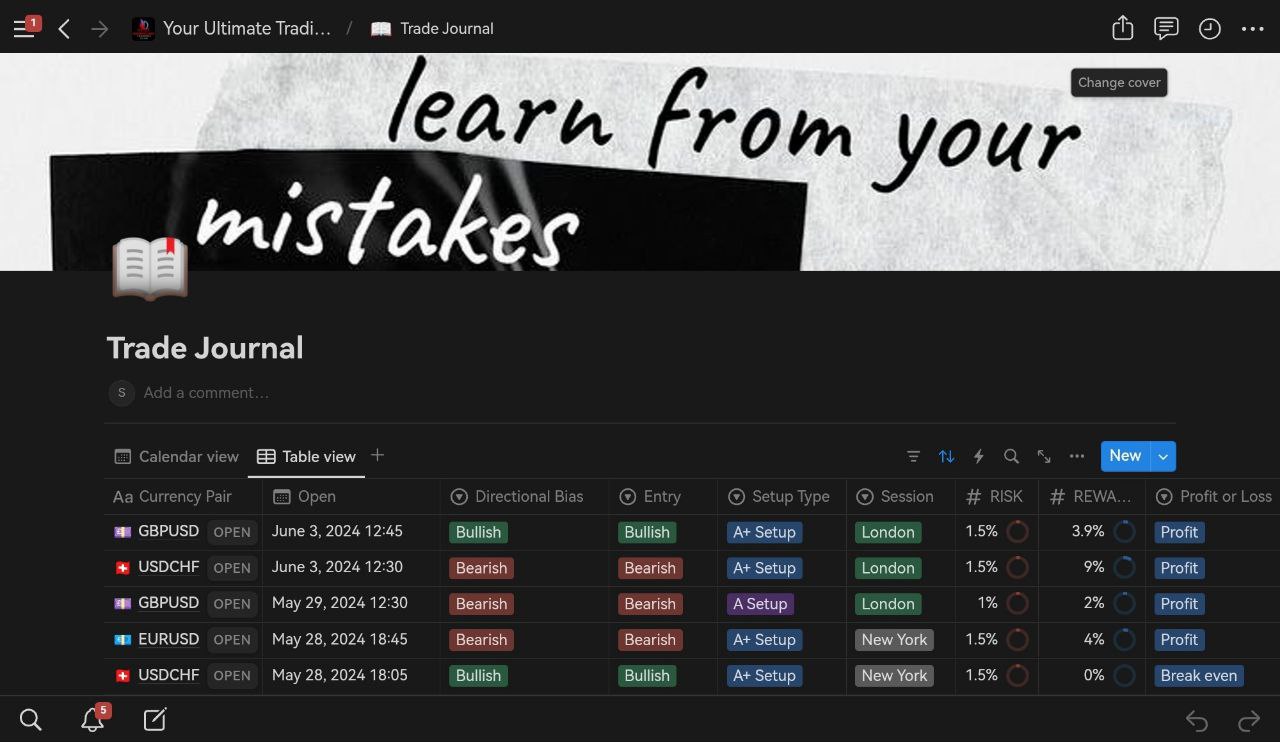 1
Your Ultimate Tradi... / Trade Journal
Change cover
learn from your
mistakes
Trade Journal
S Add a comment...
Calendar view Table view +
New
Aa Currency Pair Open Directional Bias Entry Setup Type Session # RISK # REWA... Profit or Loss
GBPUSD OPEN June 3, 2024 12:45 Bullish Bullish A+ Setup London 1.5% 3.9% Profit
USDCHF OPEN June 3, 2024 12:30 Bearish Bearish A+ Setup London 1.5% 9% Profit
GBPUSD OPEN May 29, 2024 12:30 Bearish Bearish A Setup London 1% 2% Profit
EURUSD OPEN May 28, 2024 18:45 Bearish Bearish A+ Setup New York 1.5% 4% Profit
USDCHF OPEN May 28, 2024 18:05 Bullish Bullish A+ Setup New York 1.5% 0% Break even
5